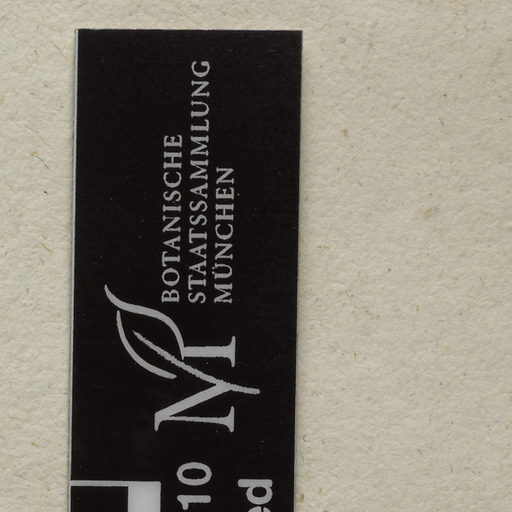 BOTANISCHE
STAATSSAMMLUNG
MÜNCHEN
M
10
ed